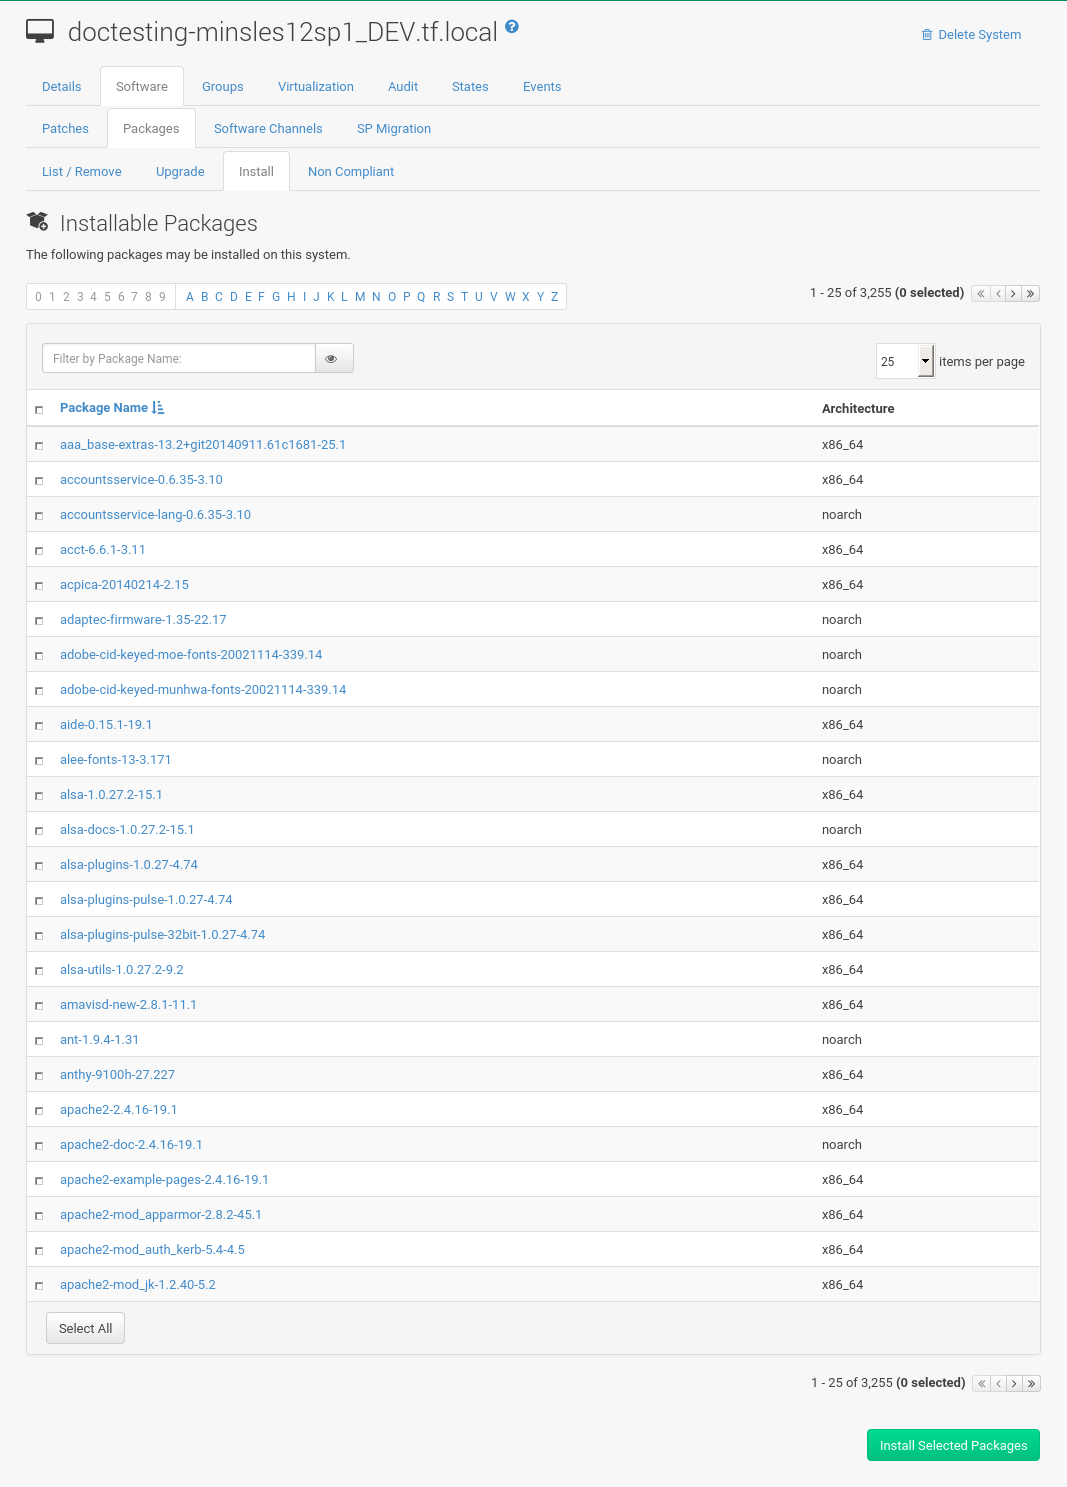 doctesting-minsles12sp1_DEV.tf.local
Delete System
Details Software Groups Virtualization Audit States Events
Patches Packages Software Channels SP Migration
List / Remove Upgrade Install Non Compliant
Installable Packages
The following packages may be installed on this system.
0 1 2 3 4 5 6 7 8 9 A B C D E F G H I J K L M N O P Q R S T U V W X Y Z
1 - 25 of 3,255 (0 selected)
Filter by Package Name:
25 items per page
Package Name Architecture
aaa_base-extras-13.2+git20140911.61c1681-25.1 x86_64
accountsservice-0.6.35-3.10 x86_64
accountsservice-lang-0.6.35-3.10 noarch
acct-6.6.1-3.11 x86_64
acpica-20140214-2.15 x86_64
adaptec-firmware-1.35-22.17 noarch
adobe-cid-keyed-moe-fonts-20021114-339.14 noarch
adobe-cid-keyed-munhwa-fonts-20021114-339.14 noarch
aide-0.15.1-19.1 x86_64
alee-fonts-13-3.171 noarch
alsa-1.0.27.2-15.1 x86_64
alsa-docs-1.0.27.2-15.1 noarch
alsa-plugins-1.0.27-4.74 x86_64
alsa-plugins-pulse-1.0.27-4.74 x86_64
alsa-plugins-pulse-32bit-1.0.27-4.74 x86_64
alsa-utils-1.0.27.2-9.2 x86_64
amavisd-new-2.8.1-11.1 x86_64
ant-1.9.4-1.31 noarch
anthy-9100h-27.227 x86_64
apache2-2.4.16-19.1 x86_64
apache2-doc-2.4.16-19.1 noarch
apache2-example-pages-2.4.16-19.1 x86_64
apache2-mod_apparmor-2.8.2-45.1 x86_64
apache2-mod_auth_kerb-5.4-4.5 x86_64
apache2-mod_jk-1.2.40-5.2 x86_64
Select All
1 - 25 of 3,255 (0 selected)
Install Selected Packages